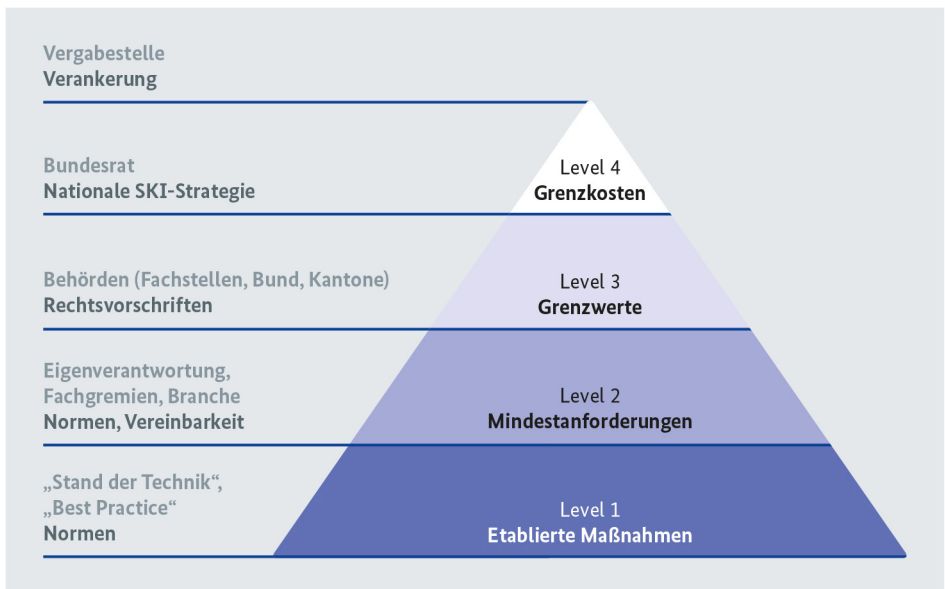 Vergabestelle
Verankerung
Bundesrat
Nationale SKI-Strategie
Level 4
Grenzkosten
Behörden (Fachstellen, Bund, Kantone)
Rechtsvorschriften
Level 3
Grenzwerte
Eigenverantwortung,
Fachgremien, Branche
Normen, Vereinbarkeit
Level 2
Mindestanforderungen
„Stand der Technik“,
„Best Practice“
Normen
Level 1
Etablierte Maßnahmen